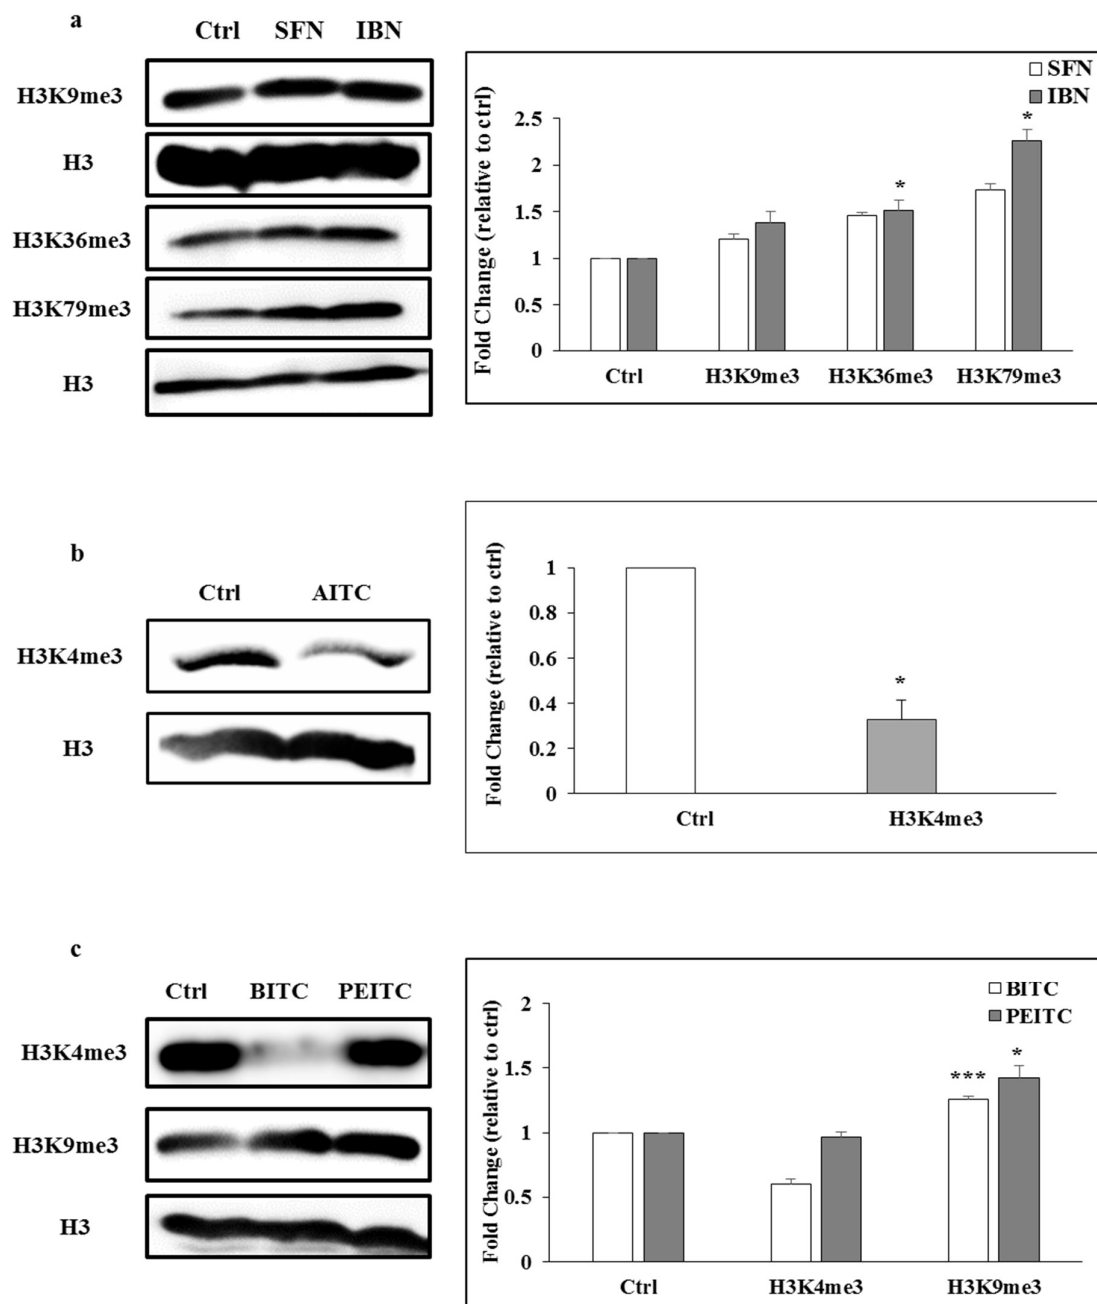 a
Ctrl SFN IBN
H3K9me3
H3
H3K36me3
H3K79me3
H3
SFN
IBN
Fold Change (relative to ctrl)
2.5
2
1.5
1
0.5
0
*
*
Ctrl H3K9me3 H3K36me3 H3K79me3
b
Ctrl AITC
H3K4me3
H3
Fold Change (relative to ctrl)
1
0.8
0.6
0.4
0.2
0
*
Ctrl H3K4me3
c
Ctrl BITC PEITC
H3K4me3
H3K9me3
H3
BITC
PEITC
Fold Change (relative to ctrl)
2
1.5
1
0.5
0
*** *
Ctrl H3K4me3 H3K9me3